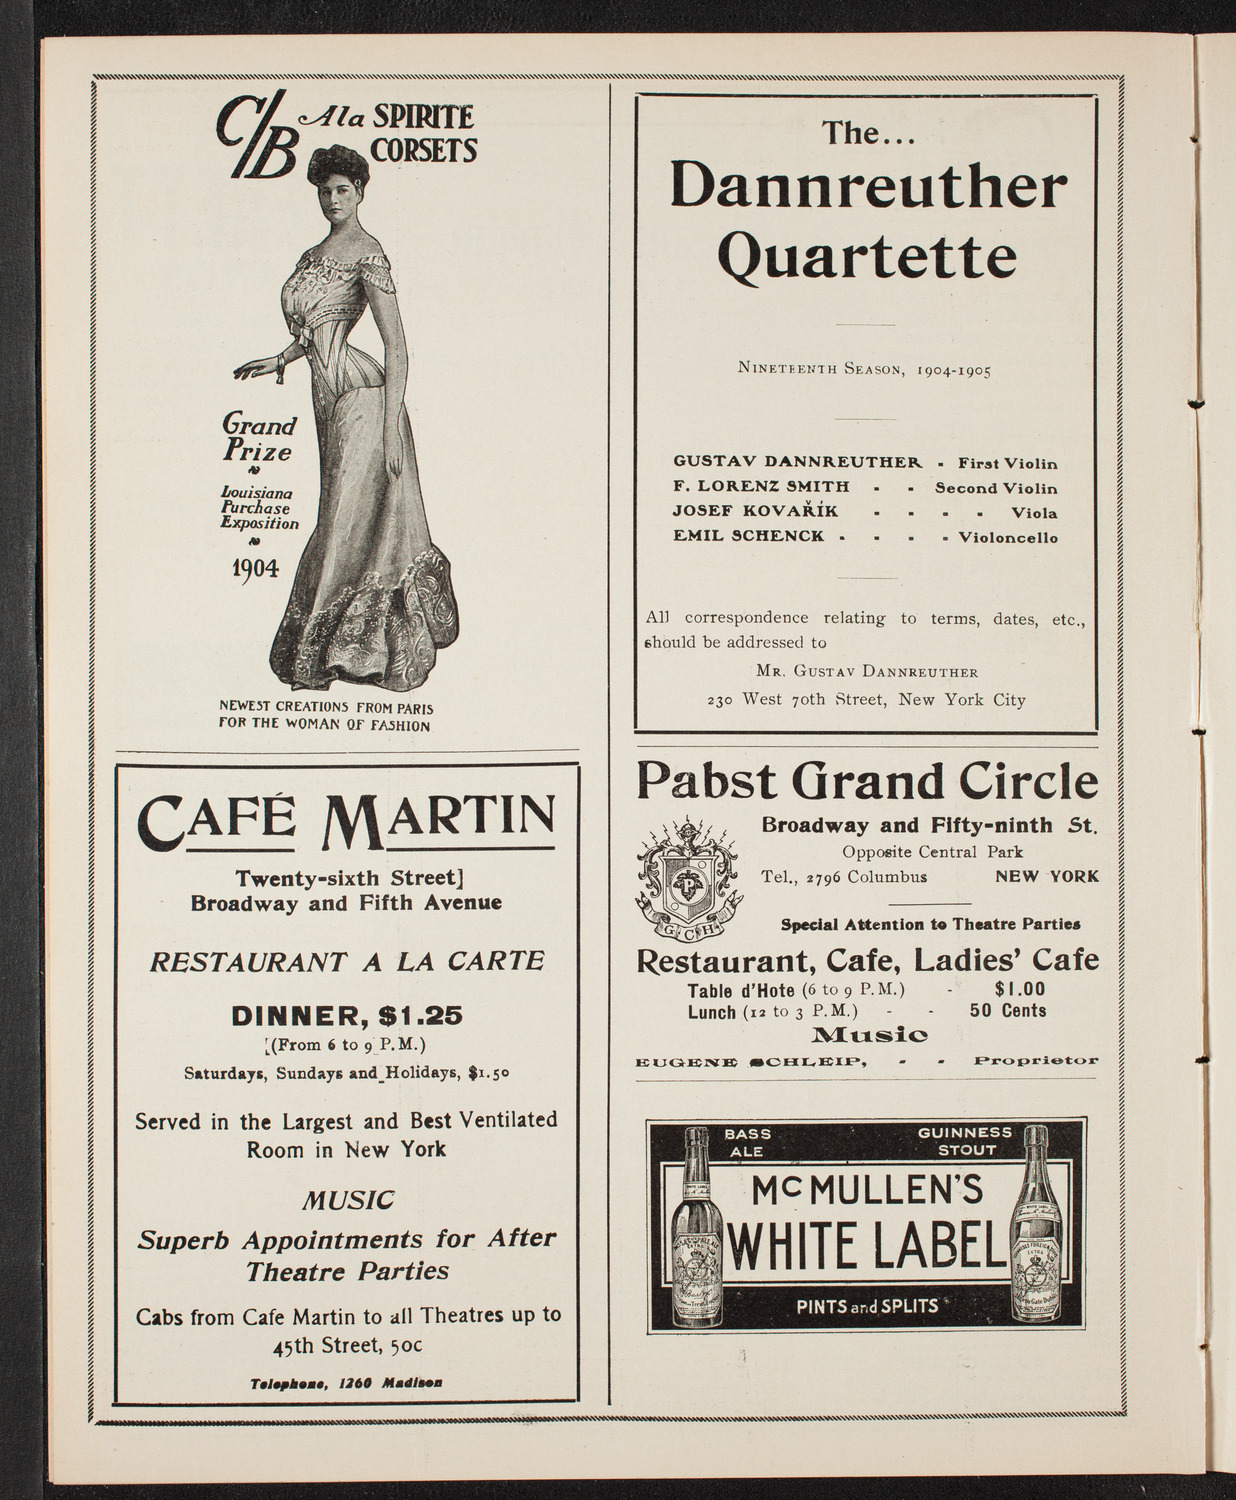 C/B Ala SPIRITE
CORSETS
Grand
Prize
Louisiana
Purchase
Exposition
1904
NEWEST CREATIONS FROM PARIS
FOR THE WOMAN OF FASHION
CAFÉ MARTIN
Twenty-sixth Street]
Broadway and Fifth Avenue
RESTAURANT A LA CARTE
DINNER, $1.25
[(From 6 to 9 P.M.)
Saturdays, Sundays and Holidays, $1.50
Served in the Largest and Best Ventilated
Room in New York
MUSIC
Superb Appointments for After
Theatre Parties
Cabs from Cafe Martin to all Theatres up to
45th Street, 50c
Telephone, 1260 Madison
The...
Dannreuther
Quartette
NINETEENTH SEASON, 1904-1905
GUSTAV DANNREUTHER - First Violin
F. LORENZ SMITH - - Second Violin
JOSEF KOVAŘÍK - - - - Viola
EMIL SCHENCK - - - - Violoncello
All correspondence relating to terms, dates, etc.,
should be addressed to
MR. GUSTAV DANNREUTHER
230 West 70th Street, New York City
Pabst Grand Circle
Broadway and Fifty-ninth St.
Opposite Central Park
Tel., 2796 Columbus NEW YORK
P
G C H
Special Attention to Theatre Parties
Restaurant, Cafe, Ladies' Cafe
Table d'Hote (6 to 9 P.M.) - $1.00
Lunch (12 to 3 P.M.) - - 50 Cents
Music
EUGENE SCHLEIP, - - Proprietor
BASS
ALE
GUINNESS
STOUT
McMULLEN'S
WHITE LABEL
PINTS and SPLITS